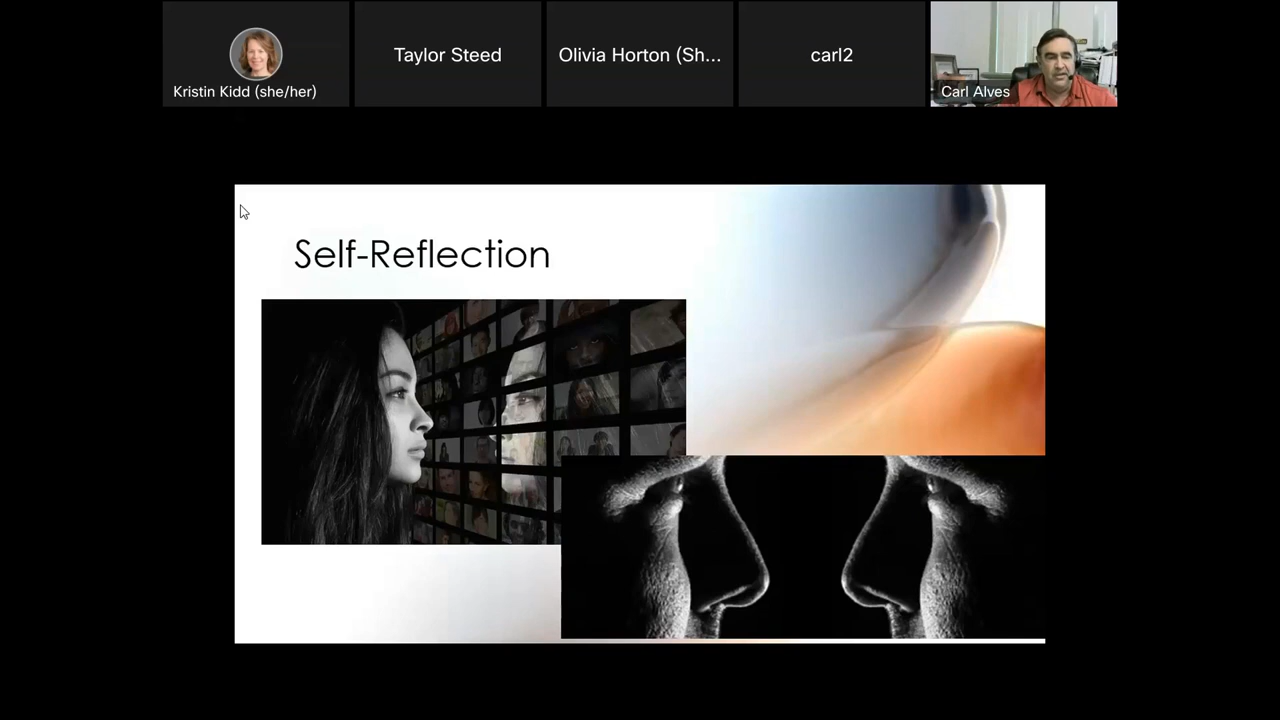 Kristin Kidd (she/her)
Taylor Steed
Olivia Horton (Sh...
carl2
Carl Alves
Self-Reflection